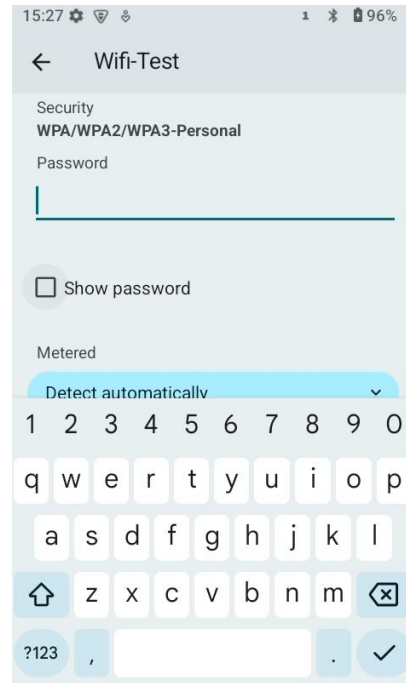 15:27 1 96%
Wifi-Test
Security
WPA/WPA2/WPA3-Personal
Password
Show password
Metered
Detect automatically
1 2 3 4 5 6 7 8 9 0
q w e r t y u i o p
a s d f g h j k l
z x c v b n m
?123 , .